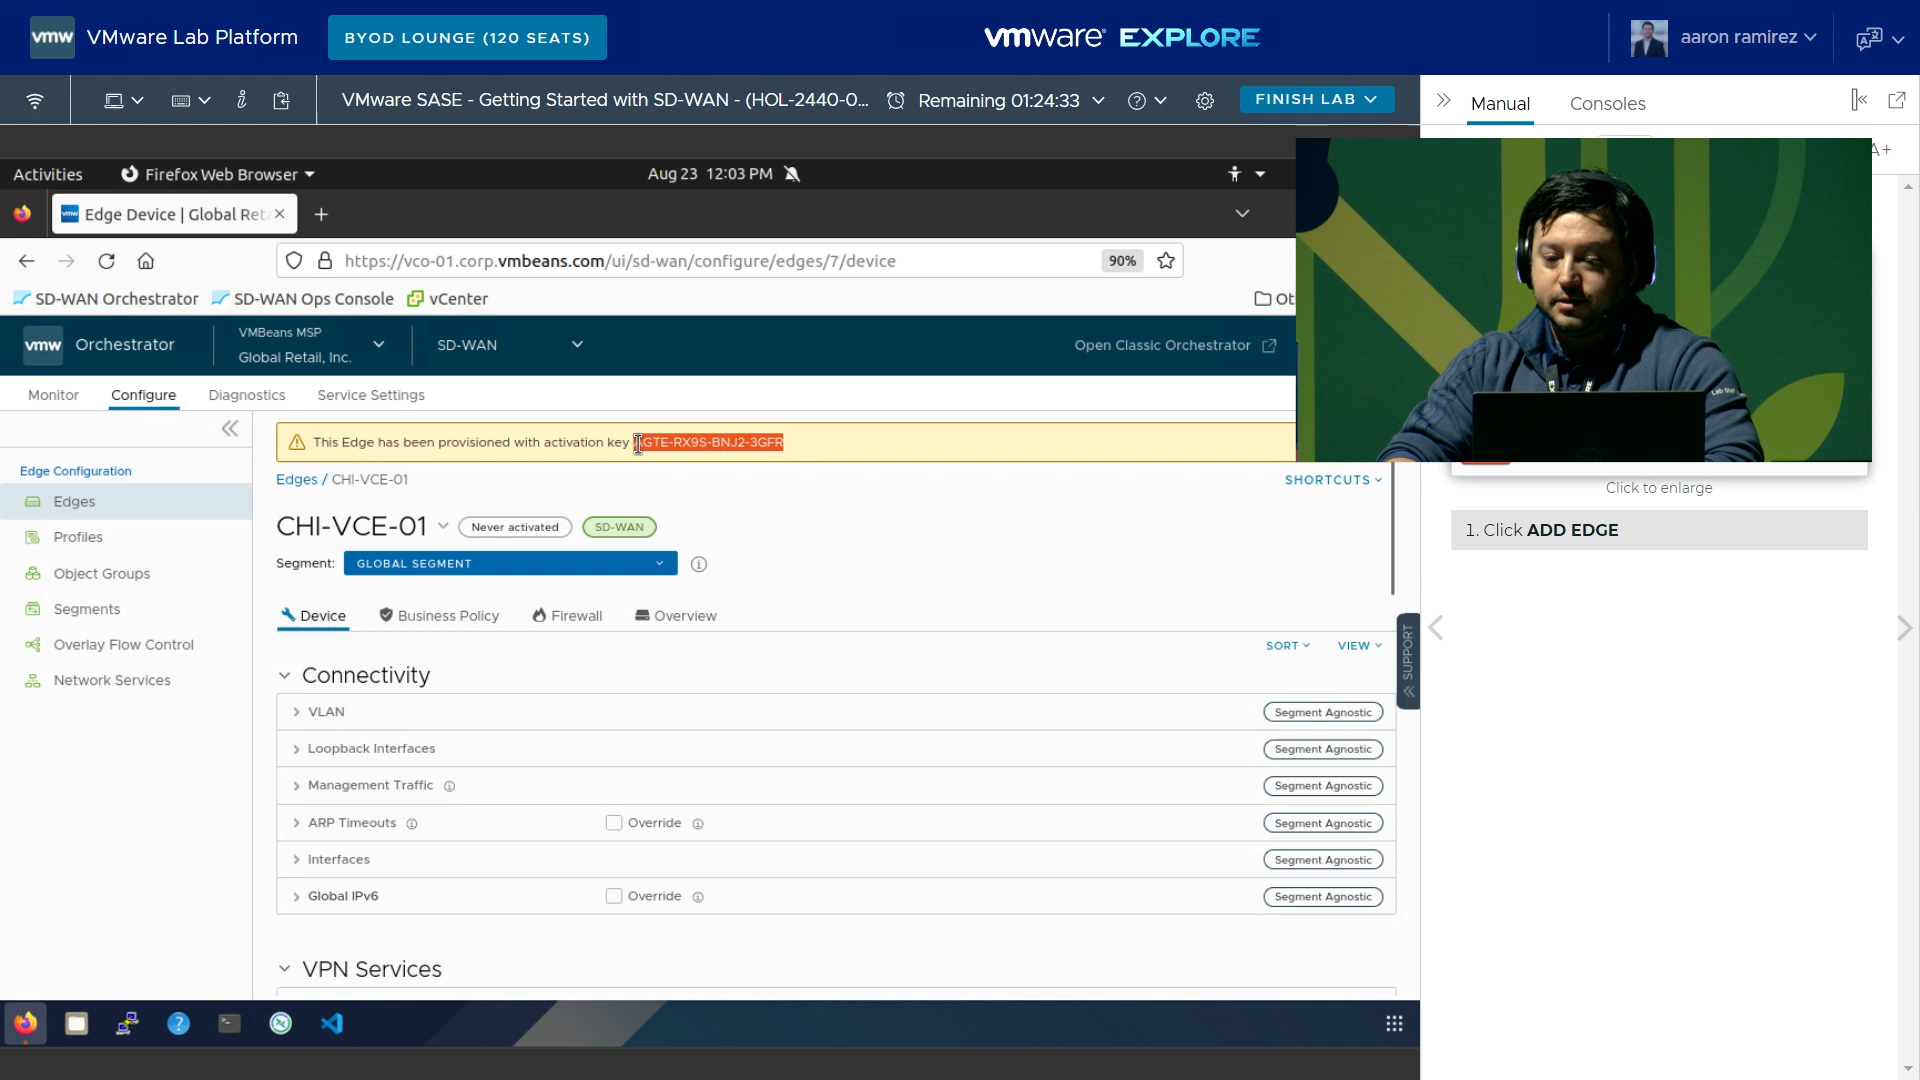 vmw VMware Lab Platform
BYOD LOUNGE (120 SEATS)
vmware EXPLORE
aaron ramirez
VMware SASE - Getting Started with SD-WAN - (HOL-2440-0...
Remaining 01:24:33
FINISH LAB
Manual
Consoles
A+
Activities
Firefox Web Browser
Aug 23 12:03 PM
Edge Device | Global Reta
https://vco-01.corp.vmbeans.com/ui/sd-wan/configure/edges/7/device
90%
SD-WAN Orchestrator
SD-WAN Ops Console
vCenter
vmw Orchestrator
VMBeans MSP
Global Retail, Inc.
SD-WAN
Open Classic Orchestrator
Monitor
Configure
Diagnostics
Service Settings
This Edge has been provisioned with activation key
GTE-RX9S-BNJ2-3GFR
Edge Configuration
Edges
Profiles
Object Groups
Segments
Overlay Flow Control
Network Services
Edges / CHI-VCE-01
SHORTCUTS
CHI-VCE-01
Never activated
SD-WAN
Segment:
GLOBAL SEGMENT
Device
Business Policy
Firewall
Overview
SORT
VIEW
Connectivity
VLAN
Segment Agnostic
Loopback Interfaces
Segment Agnostic
Management Traffic
Segment Agnostic
ARP Timeouts
Override
Segment Agnostic
Interfaces
Segment Agnostic
Global IPv6
Override
Segment Agnostic
VPN Services
SUPPORT
Click to enlarge
1. Click ADD EDGE